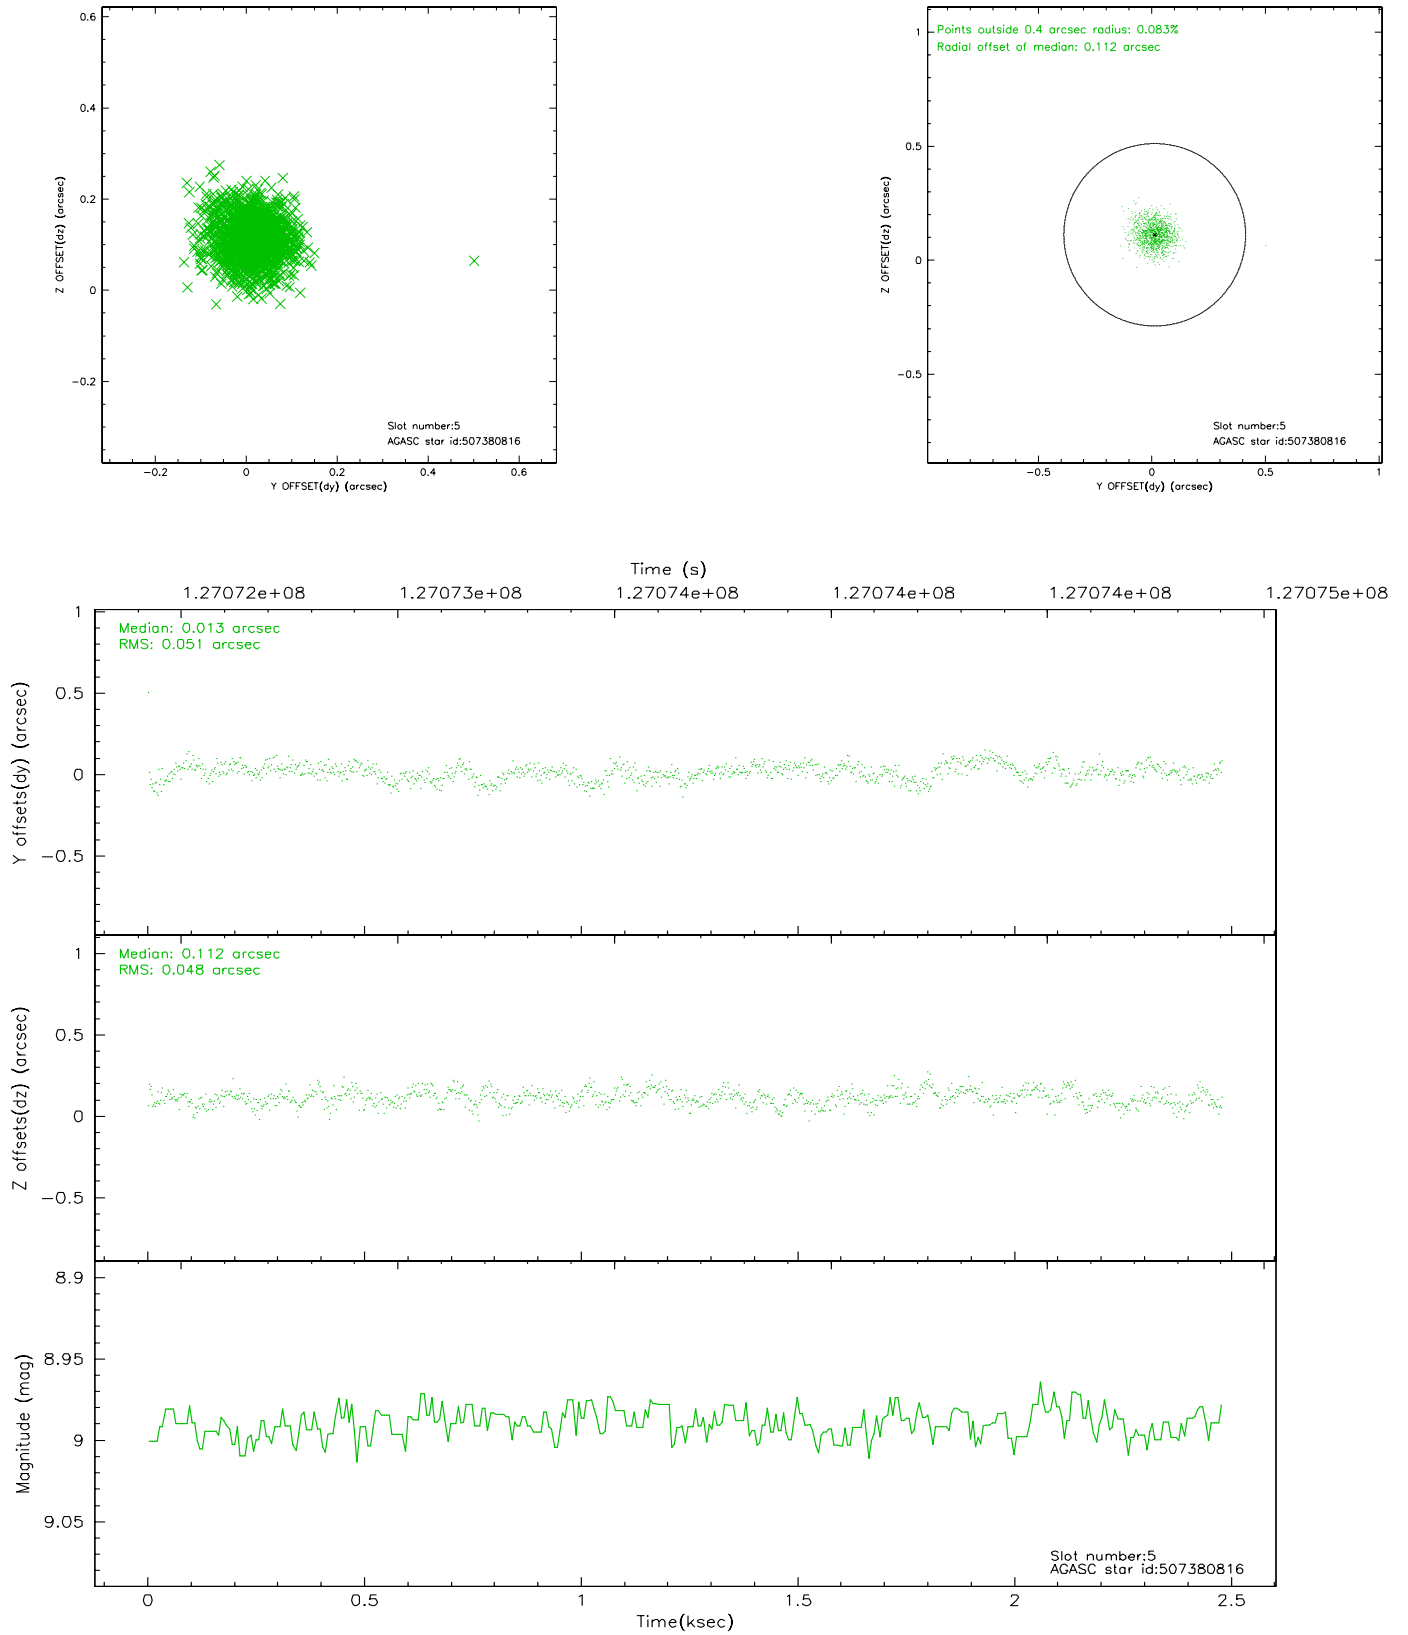 0.6
0.4
0.2
0
−0.2
Z OFFSET(dz) (arcsec)
Slot number:5
AGASC star id:507380816
−0.2
0
0.2
0.4
0.6
Y OFFSET(dy) (arcsec)
Points outside 0.4 arcsec radius: 0.083%
Radial offset of median: 0.112 arcsec
1
0.5
0
−0.5
Z OFFSET(dz) (arcsec)
Slot number:5
AGASC star id:507380816
−0.5
0
0.5
1
Y OFFSET(dy) (arcsec)
Time (s)
1.27072e+08
1.27073e+08
1.27074e+08
1.27074e+08
1.27074e+08
1.27075e+08
Median: 0.013 arcsec
RMS: 0.051 arcsec
1
0.5
0
−0.5
Y offsets(dy) (arcsec)
Median: 0.112 arcsec
RMS: 0.048 arcsec
1
0.5
0
−0.5
Z offsets(dz) (arcsec)
8.9
8.95
9
9.05
Magnitude (mag)
Slot number:5
AGASC star id:507380816
0
0.5
1
1.5
2
2.5
Time(ksec)